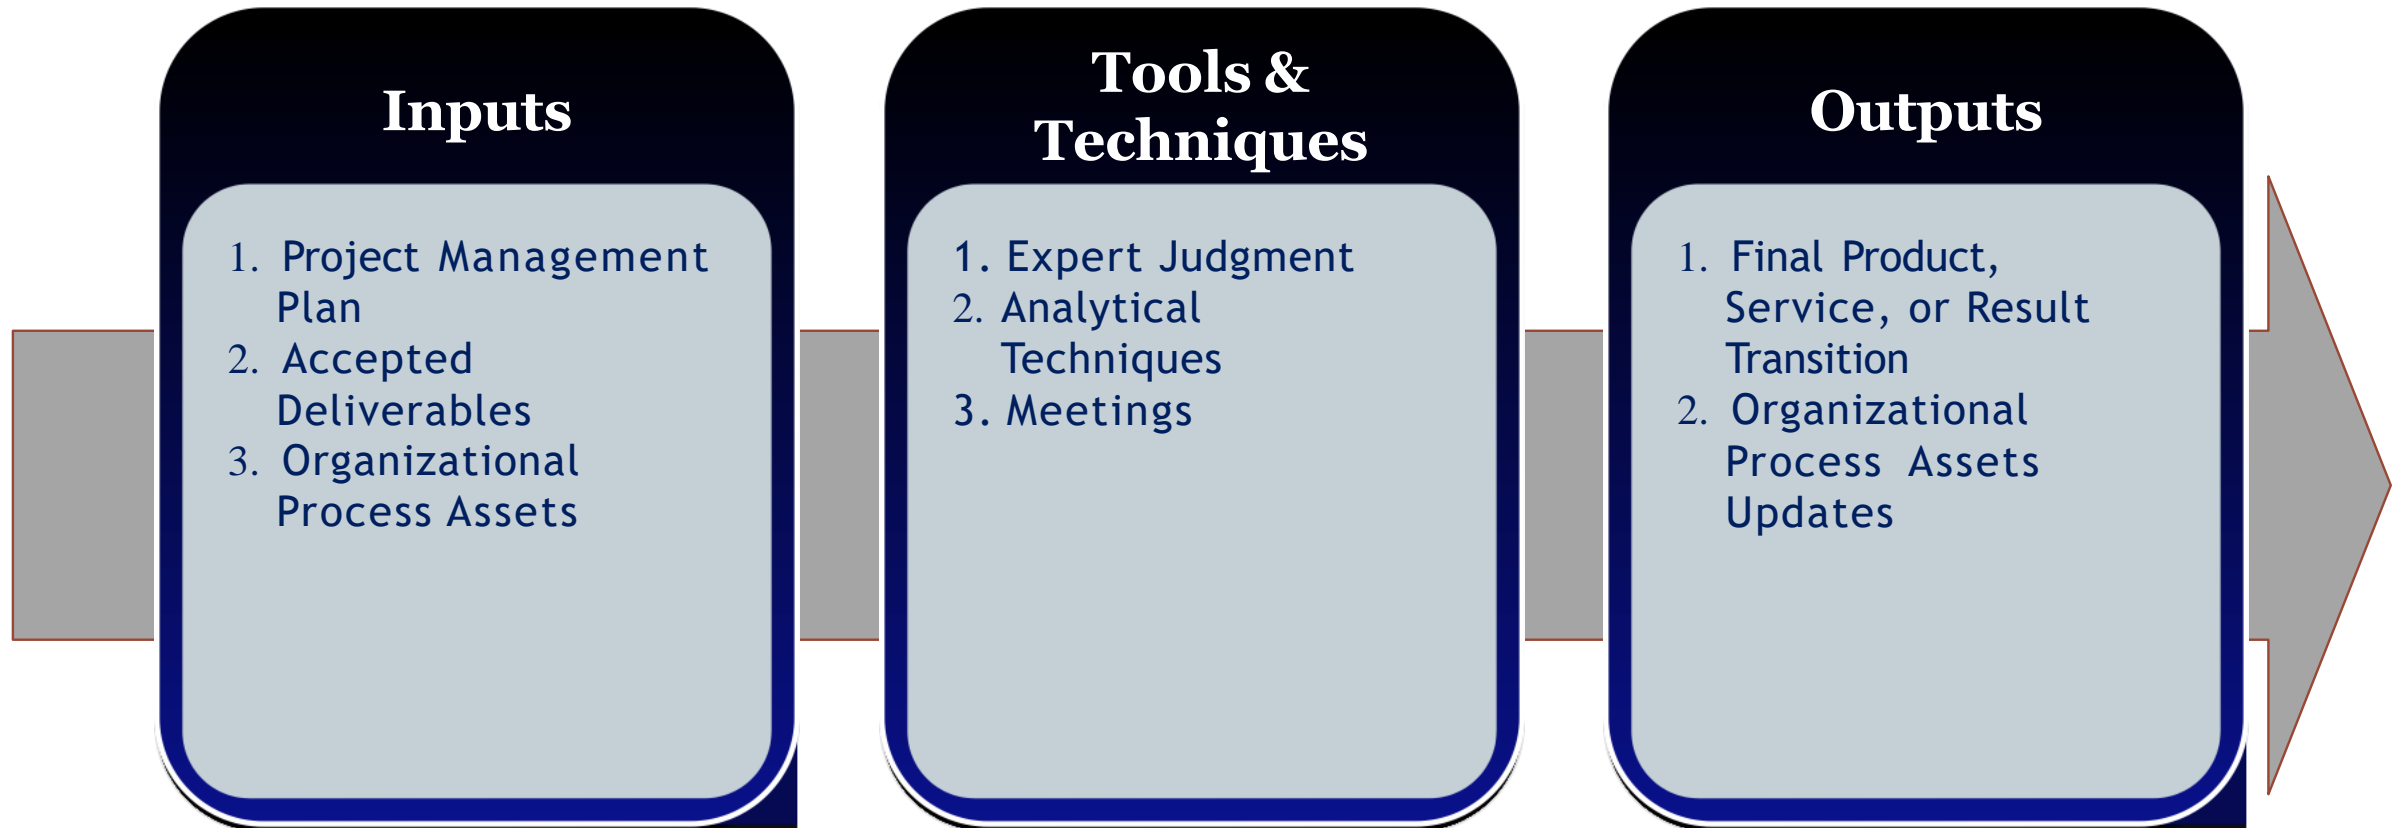 Inputs
1. Project Management
Plan
2. Accepted
Deliverables
3. Organizational
Process Assets
Tools &
Techniques
1. Expert Judgment
2. Analytical
Techniques
3. Meetings
Outputs
1. Final Product,
Service, or Result
Transition
2. Organizational
Process Assets
Updates